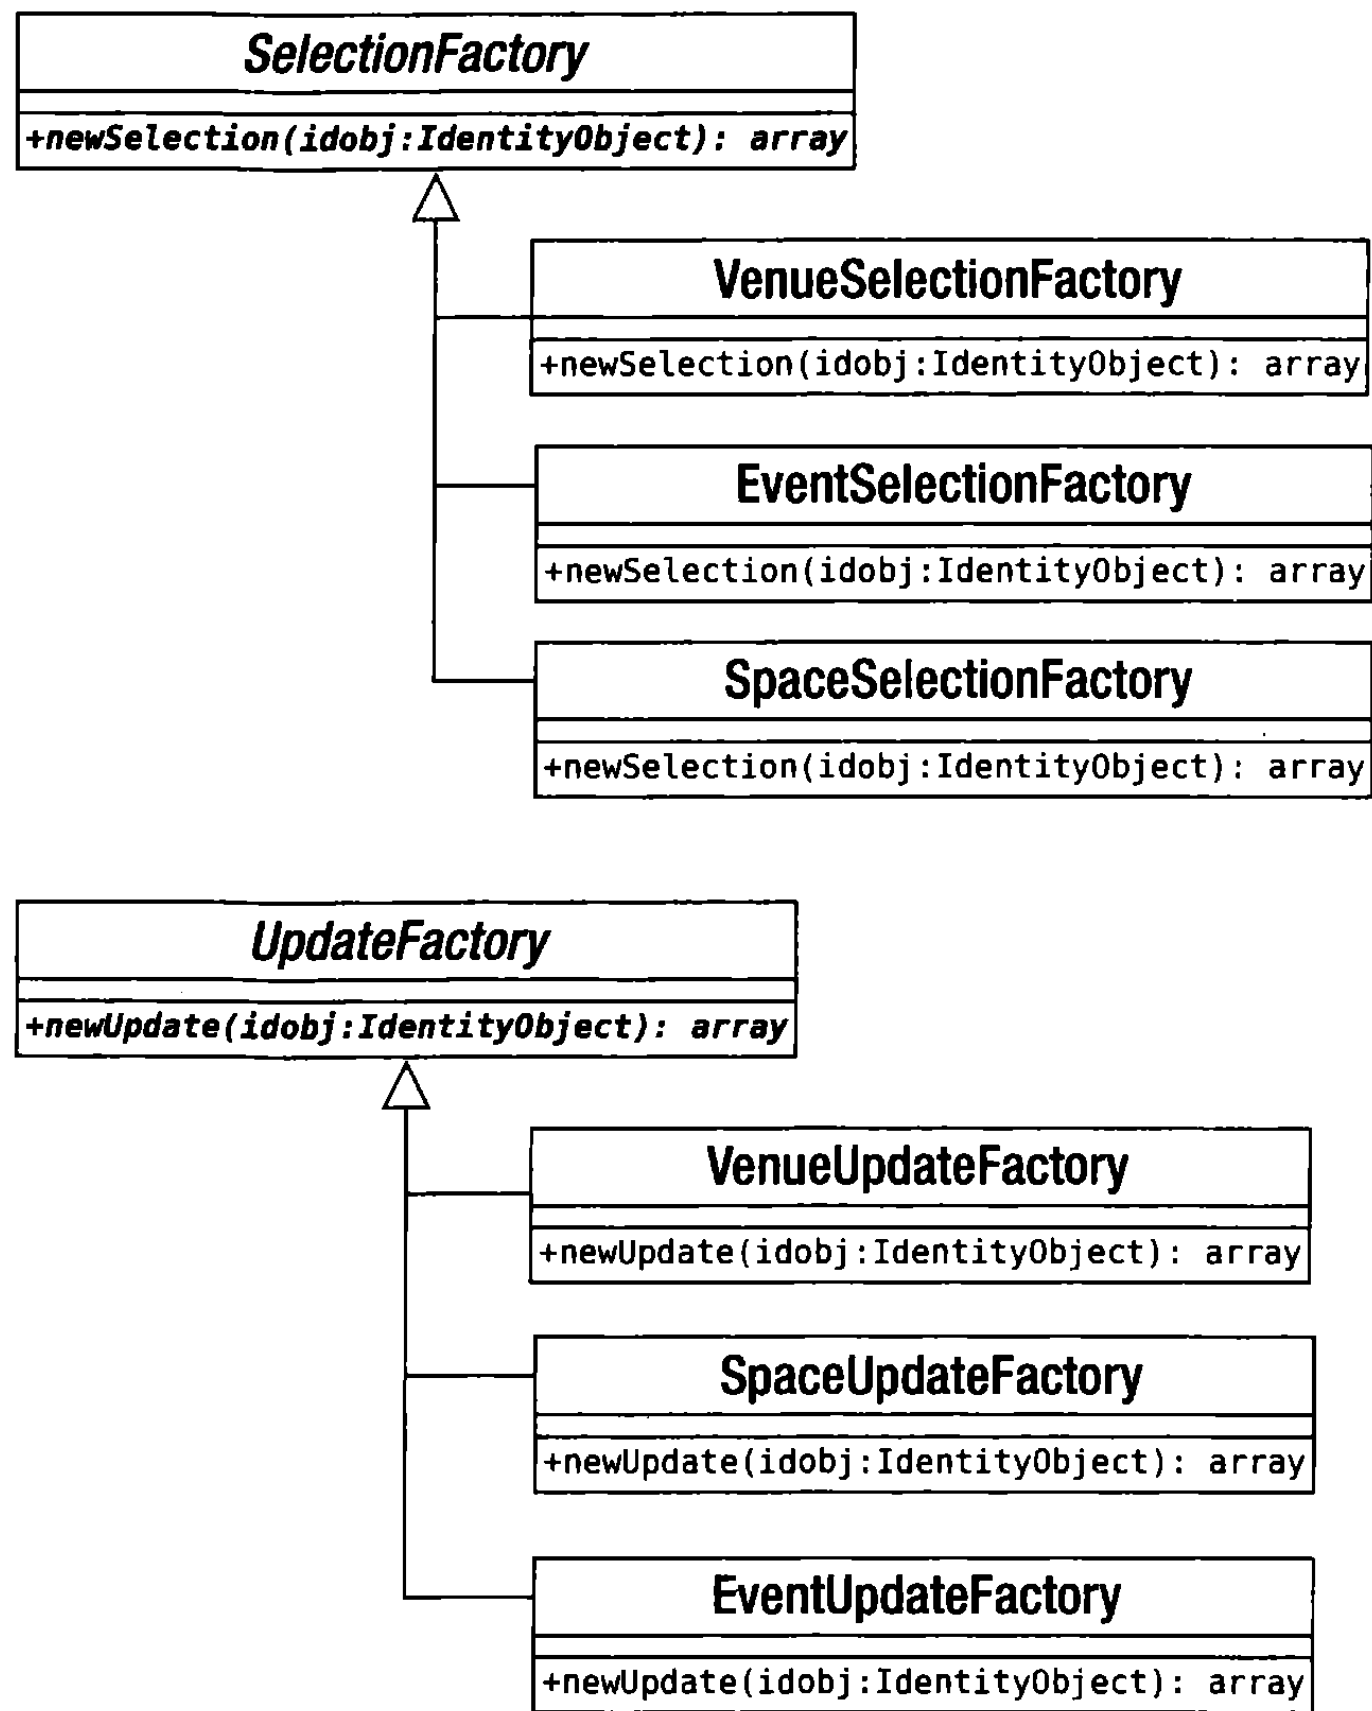 SelectionFactory
+newSelection(idobj:IdentityObject): array
VenueSelectionFactory
+newSelection(idobj:IdentityObject): array
EventSelectionFactory
+newSelection(idobj:IdentityObject): array
SpaceSelectionFactory
+newSelection(idobj:IdentityObject): array
UpdateFactory
+newUpdate(idobj:IdentityObject): array
VenueUpdateFactory
+newUpdate(idobj:IdentityObject): array
SpaceUpdateFactory
+newUpdate(idobj:IdentityObject): array
EventUpdateFactory
+newUpdate(idobj:IdentityObject): array